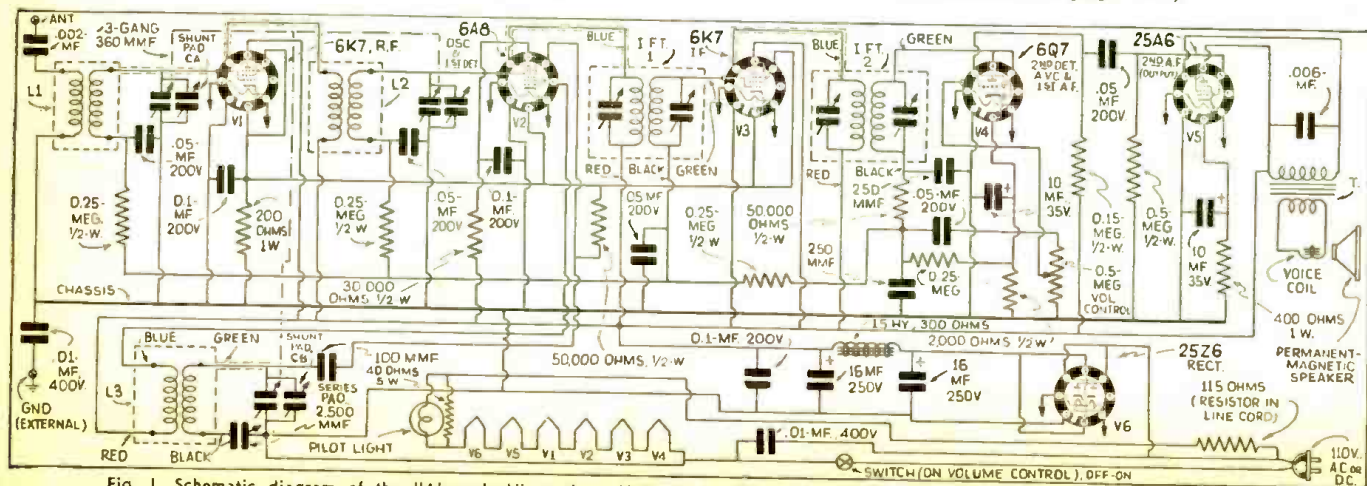 ANT.
.002-
MF.
3-GANG
360 MMF
SHUNT
PAD
CA
L1
6K7, R.F.
V1
.05-
MF.
200V.
0.1-
MF.
200V.
0.25-
MEG.
1/2-W.
200
OHMS
1W
L2
OSC.
&
1ST DET.
6A8
V2
0.25-
MEG
1/2 W
.05-MF.
200V.
0.1-
MF.
200V
30,000
OHMS, 1/2 W
BLUE
I FT.
1
RED
BLACK
GREEN
6K7
I.F.
V3
.05 MF
200V
0.25-
MEG
1/2 W
50,000
OHMS
1/2-W
BLUE
I FT.
2
GREEN
RED
BLACK
250
MMF
.05-MF
200V
250
MMF
0.25-
MEG
6Q7
2ND DET.
AVC &
1ST A.F.
V4
.05
MF.
200V
10
MF.
35V.
0.15-
MEG.
1/2-W.
0.5-
MEG
VOL
CONTROL
0.5-
MEG.
1/2-W.
25A6
2ND A.F.
(OUTPUT)
V5
10
MF.
35V.
.006-
MF.
T.
VOICE
COIL
400 OHMS
1 W.
PERMANENT-
MAGNETIC
SPEAKER
CHASSIS
.01-
MF,
400V.
GND
(EXTERNAL)
L3
BLUE
GREEN
RED
BLACK
SHUNT
PAD,
CB
100 MMF
SERIES
PAD
2,500
MMF
40 OHMS
5 W
PILOT LIGHT
V6 V5 V1 V2 V3 V4
50,000 OHMS, 1/2-W
0.1-MF. 200V.
15 HY, 300 OHMS
16MF
250V
16
MF
250V
2,000 OHMS 1/2W
25Z6
RECT.
V6
115 OHMS
(RESISTOR IN
LINE CORD)
.01-MF., 400V.
SWITCH (ON VOLUME CONTROL), OFF-ON
110V.,
A.C. OR
D.C.
Fig. 1. Schematic diagram of the